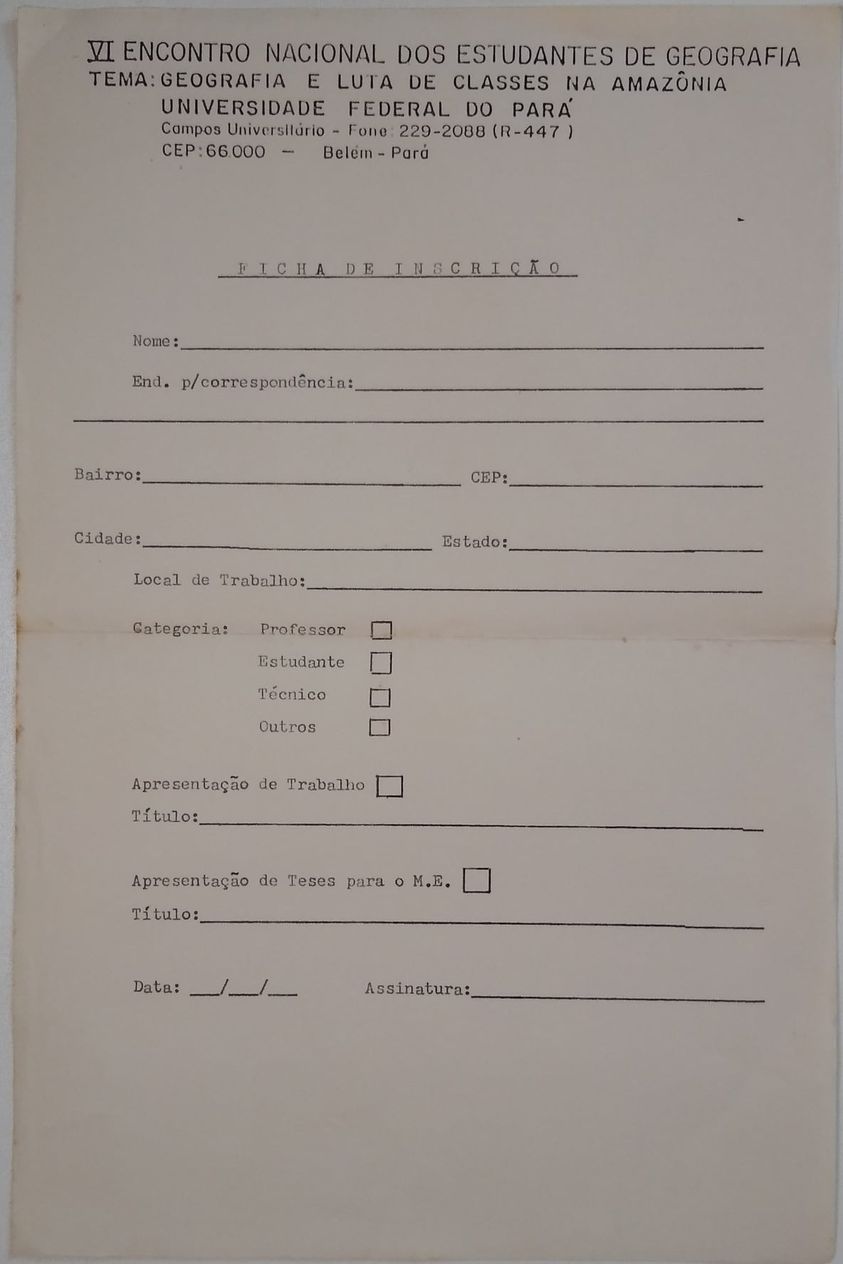 VI ENCONTRO NACIONAL DOS ESTUDANTES DE GEOGRAFIA
TEMA: GEOGRAFIA E LUTA DE CLASSES NA AMAZÔNIA
UNIVERSIDADE FEDERAL DO PARÁ
Campos Universitário - Fone: 229-2088 (R-447 )
CEP: 66.000 - Belém - Pará
FICHA DE INSCRIÇÃO
Nome:
End. p/correspondência:
Bairro: CEP:
Cidade: Estado:
Local de Trabalho:
Categoria: Professor
Estudante
Técnico
Outros
Apresentação de Trabalho
Título:
Apresentação de Teses para o M.E.
Título:
Data: __/__/__ Assinatura: